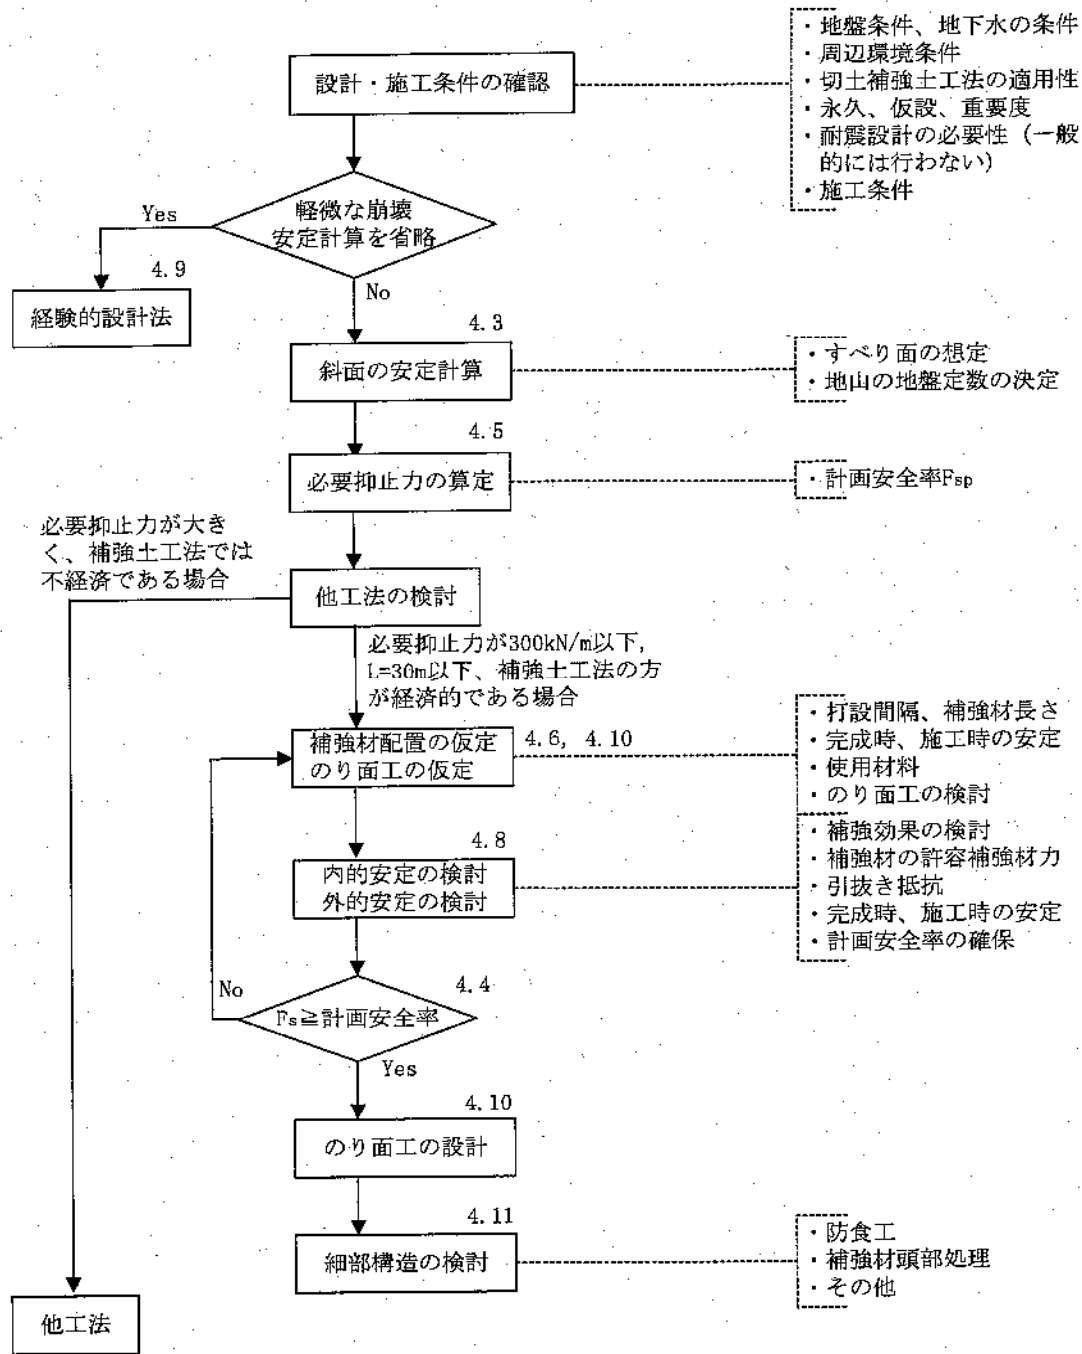 設計・施工条件の確認
・地盤条件、地下水の条件
・周辺環境条件
・切土補強土工法の適用性
・永久、仮設、重要度
・耐震設計の必要性（一般
的には行わない）
・施工条件
軽微な崩壊
安定計算を省略
Yes
4.9
経験的設計法
No
4.3
斜面の安定計算
・すべり面の想定
・地山の地盤定数の決定
4.5
必要抑止力の算定
・計画安全率Fsp
必要抑止力が大き
く、補強土工法では
不経済である場合
他工法の検討
必要抑止力が300kN/m以下,
L=30m以下、補強土工法の方
が経済的である場合
補強材配置の仮定
のり面工の仮定
4.6, 4.10
・打設間隔、補強材長さ
・完成時、施工時の安定
・使用材料
・のり面工の検討
4.8
内的安定の検討
外的安定の検討
・補強効果の検討
・補強材の許容補強材力
・引抜き抵抗
・完成時、施工時の安定
・計画安全率の確保
No
4.4
Fs≧計画安全率
Yes
4.10
のり面工の設計
4.11
細部構造の検討
・防食工
・補強材頭部処理
・その他
他工法